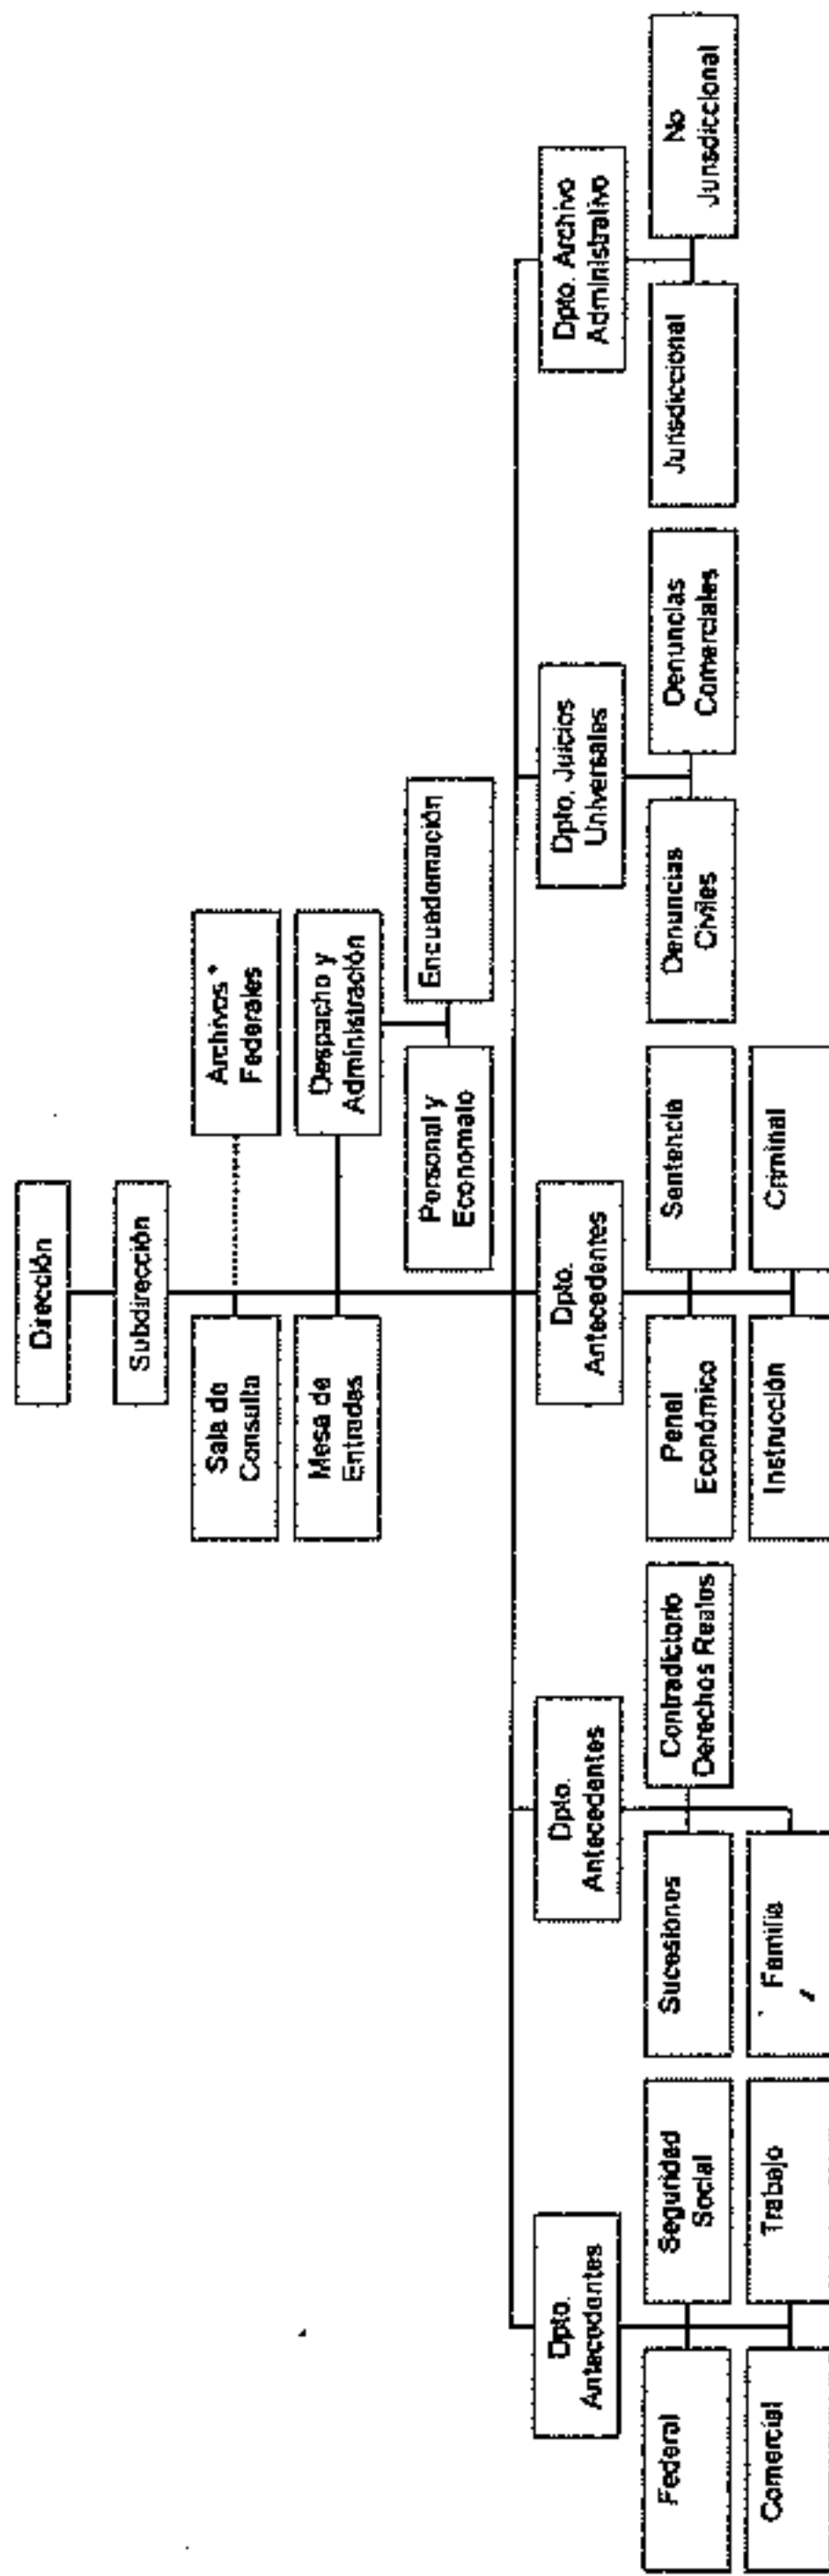 Dirección
Subdirección
Sala de
Consulta
Archivos *
Federales
Mesa de
Entradas
Despacho y
Administración
Personal y
Economato
Encuadernación
Dpto.
Antecedentes
Dpto.
Antecedentes
Dpto.
Antecedentes
Dpto. Juicios
Universales
Dpto. Archivo
Administrativo
Federal
Seguridad
Social
Sucesiones
Contradictorio
Derechos Reales
Penal
Económico
Sentencia
Denuncias
Civiles
Denuncias
Comerciales
Jurisdiccional
No
Jurisdiccional
Comercial
Trabajo
Familia
Instrucción
Criminal